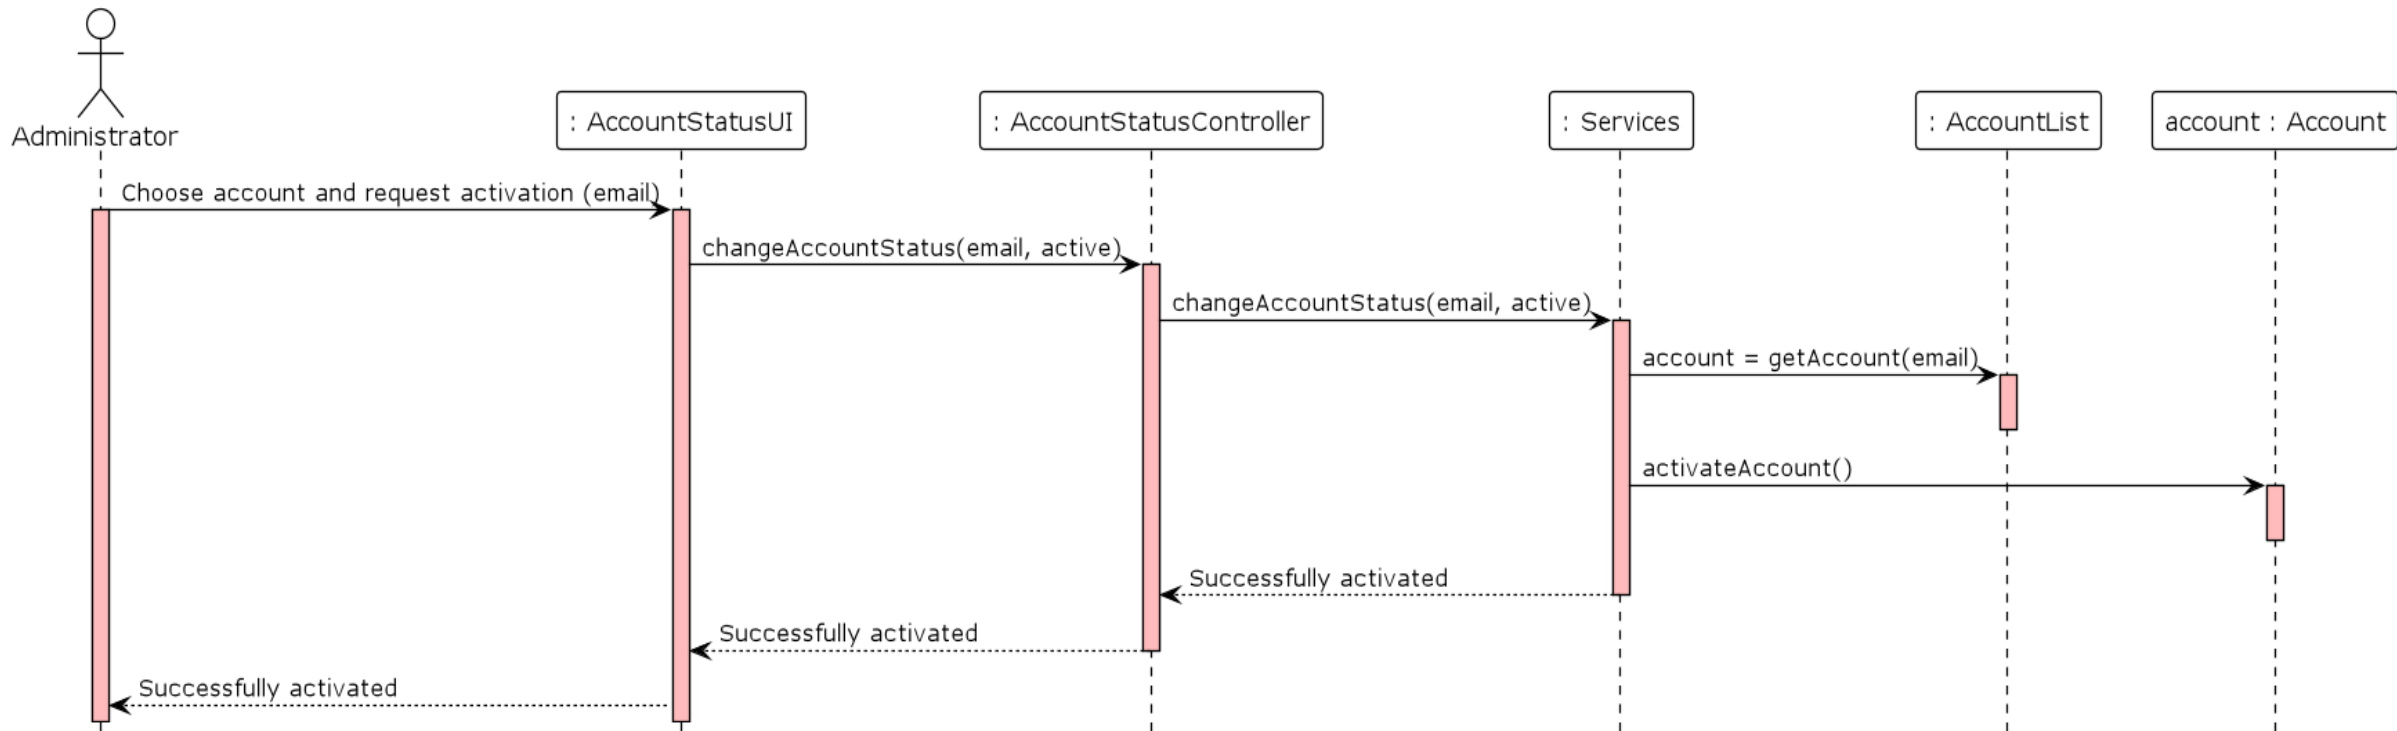 Administrator
: AccountStatusUI
: AccountStatusController
: Services
: AccountList
account : Account
Choose account and request activation (email)
changeAccountStatus(email, active)
changeAccountStatus(email, active)
account = getAccount(email)
activateAccount()
Successfully activated
Successfully activated
Successfully activated